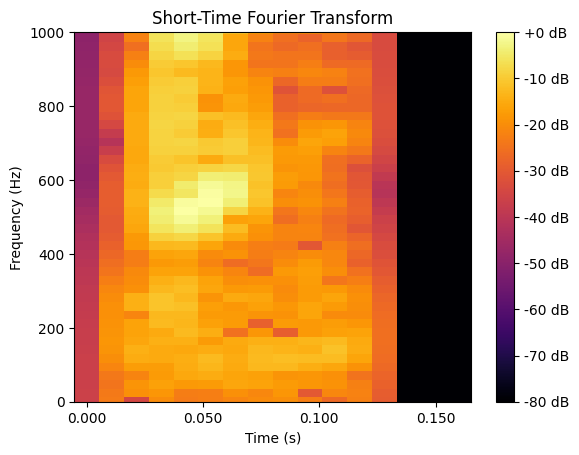 Short-Time Fourier Transform
Frequency (Hz)
1000
800
600
400
200
0
0.000
0.050
0.100
0.150
Time (s)
+0 dB
-10 dB
-20 dB
-30 dB
-40 dB
-50 dB
-60 dB
-70 dB
-80 dB